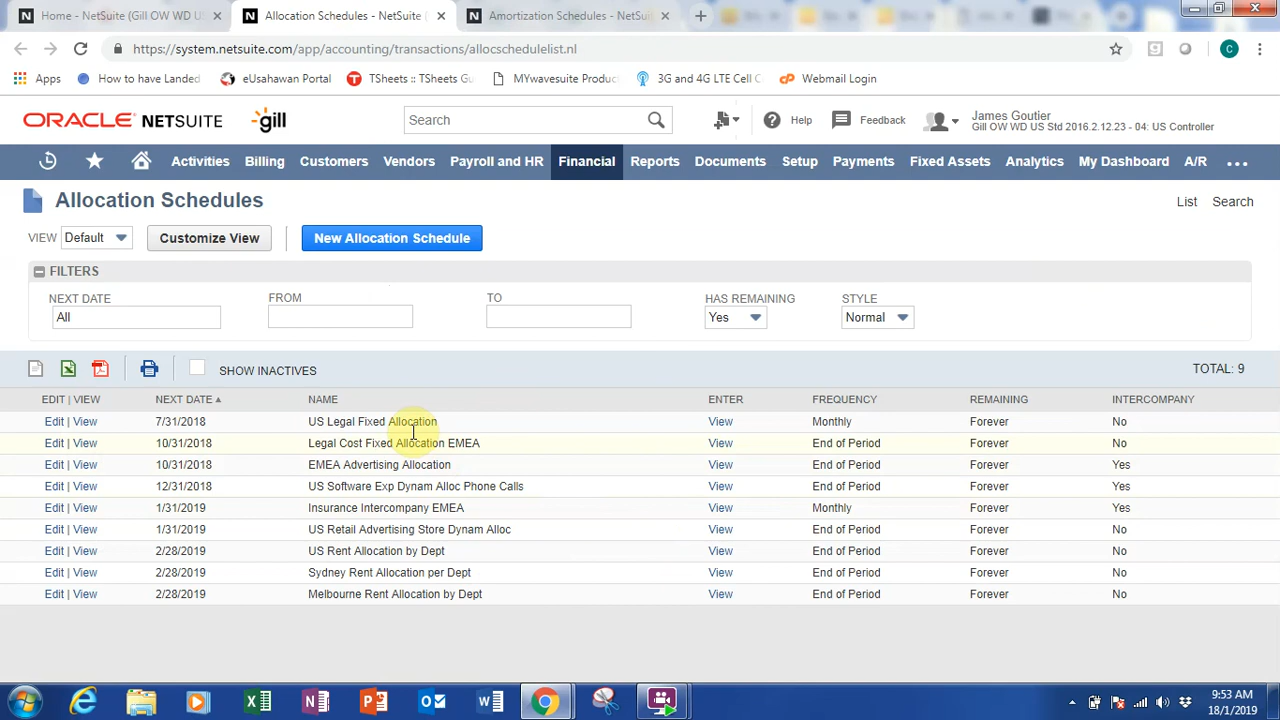 Home - NetSuite (Gill OW WD US
Allocation Schedules - NetSuite (
Amortization Schedules - NetSui
https://system.netsuite.com/app/accounting/transactions/allocschedulelist.nl
C
Apps
How to have Landed
eUsahawan Portal
TSheets :: TSheets Gu
MYwavesuite Produc
3G and 4G LTE Cell C
Webmail Login
ORACLE NETSUITE
gill
Search
Help
Feedback
James Goutier
Gill OW WD US Std 2016.2.12.23 - 04: US Controller
Activities Billing Customers Vendors Payroll and HR Financial Reports Documents Setup Payments Fixed Assets Analytics My Dashboard A/R ...
Allocation Schedules
List Search
VIEW Default Customize View New Allocation Schedule
FILTERS
NEXT DATE FROM TO HAS REMAINING STYLE
All Yes Normal
SHOW INACTIVES TOTAL: 9
EDIT | VIEW NEXT DATE NAME ENTER FREQUENCY REMAINING INTERCOMPANY
Edit | View 7/31/2018 US Legal Fixed Allocation View Monthly Forever No
Edit | View 10/31/2018 Legal Cost Fixed Allocation EMEA View End of Period Forever No
Edit | View 10/31/2018 EMEA Advertising Allocation View End of Period Forever Yes
Edit | View 12/31/2018 US Software Exp Dynam Alloc Phone Calls View End of Period Forever Yes
Edit | View 1/31/2019 Insurance Intercompany EMEA View Monthly Forever Yes
Edit | View 1/31/2019 US Retail Advertising Store Dynam Alloc View End of Period Forever No
Edit | View 2/28/2019 US Rent Allocation by Dept View End of Period Forever No
Edit | View 2/28/2019 Sydney Rent Allocation per Dept View End of Period Forever No
Edit | View 2/28/2019 Melbourne Rent Allocation by Dept View End of Period Forever No
9:53 AM
18/1/2019